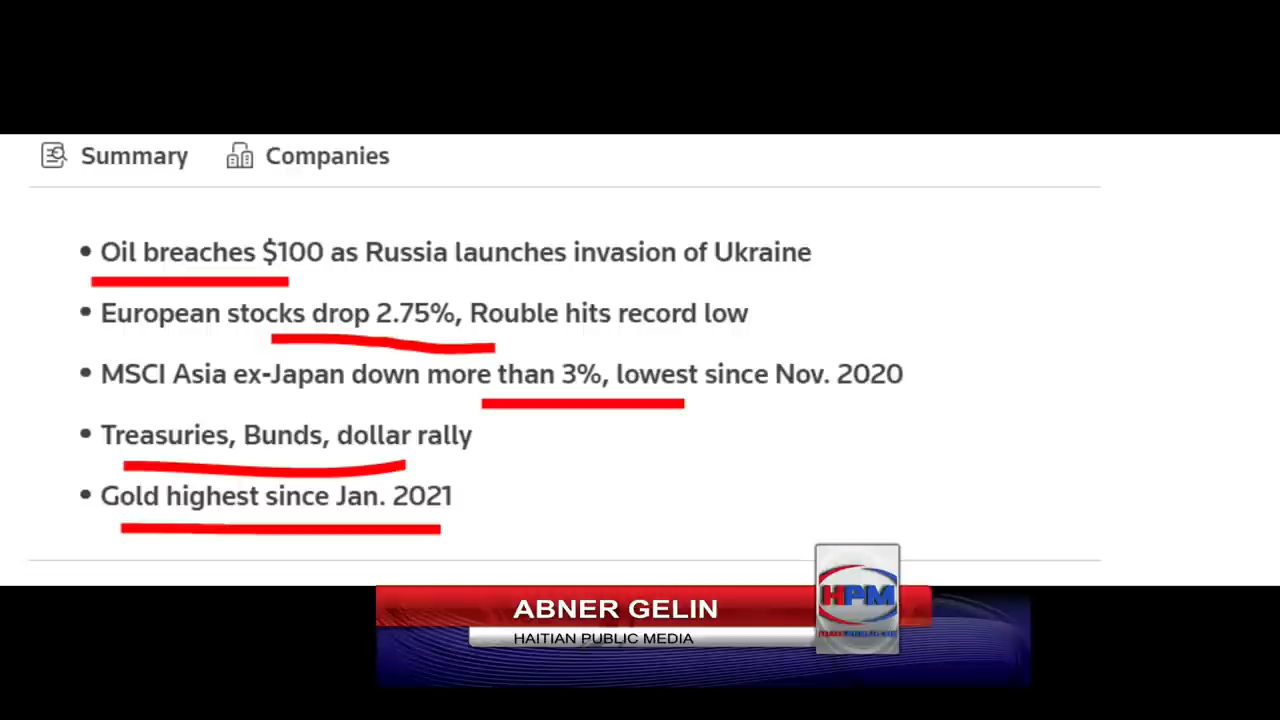 Summary Companies
• Oil breaches $100 as Russia launches invasion of Ukraine
• European stocks drop 2.75%, Rouble hits record low
• MSCI Asia ex-Japan down more than 3%, lowest since Nov. 2020
• Treasuries, Bunds, dollar rally
• Gold highest since Jan. 2021
ABNER GELIN
HAITIAN PUBLIC MEDIA
HPM